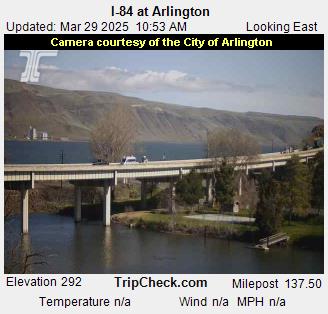 I-84 at Arlington
Updated: Mar 29 2025 10:53 AM Looking East
Camera courtesy of the City of Arlington
Elevation 292 TripCheck.com Milepost 137.50
Temperature n/a Wind n/a MPH n/a